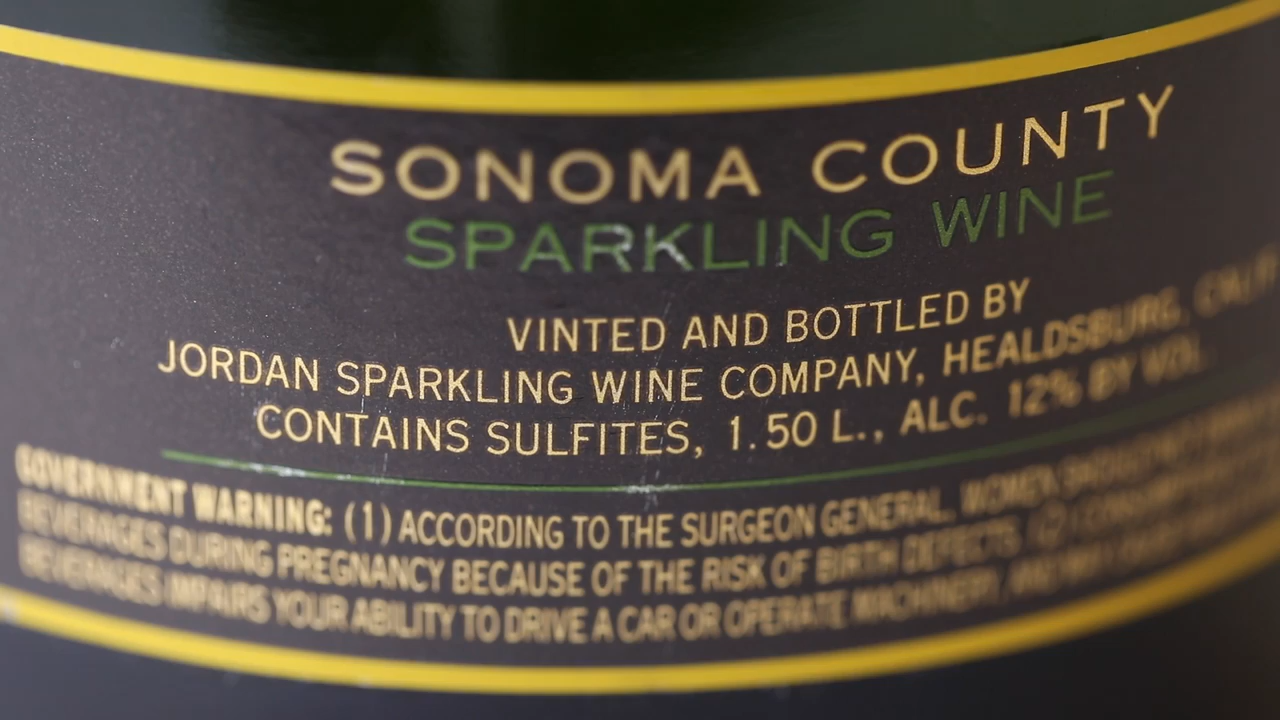 SONOMA COUNTY
SPARKLING WINE
VINTED AND BOTTLED BY
JORDAN SPARKLING WINE COMPANY, HEALDSBURG,
CONTAINS SULFITES, 1.50 L., ALC. 12% BY VOL.
GOVERNMENT WARNING: (1) ACCORDING TO THE SURGEON GENERAL, WOMEN
BEVERAGES DURING PREGNANCY BECAUSE OF THE RISK OF BIRTH DEFECTS. (2)
BEVERAGES IMPAIRS YOUR ABILITY TO DRIVE A CAR OR OPERATE MACHINERY,